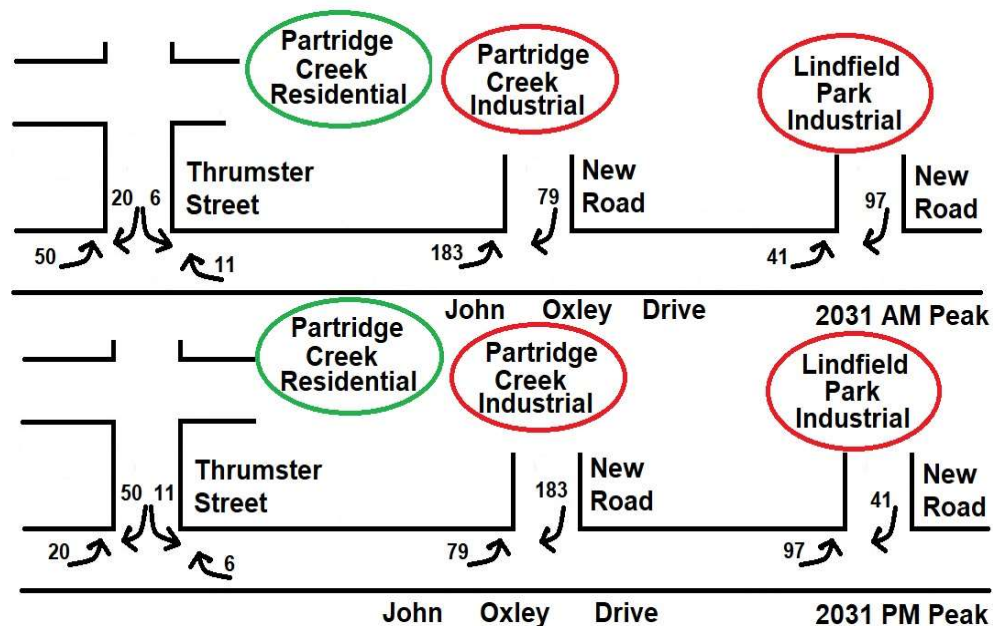 Partridge
Creek
Residential
Partridge
Creek
Industrial
Lindfield
Park
Industrial
Thrumster
Street
New
Road
New
Road
20 6
79
97
50
11
183
41
John Oxley Drive
2031 AM Peak
Partridge
Creek
Residential
Partridge
Creek
Industrial
Lindfield
Park
Industrial
Thrumster
Street
New
Road
New
Road
50 11
183
41
20
6
79
97
John Oxley Drive
2031 PM Peak